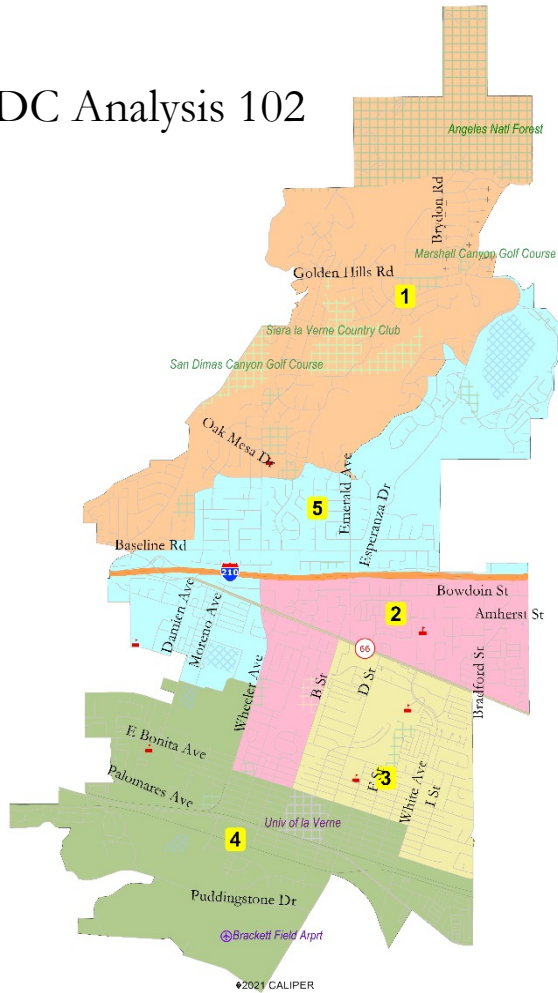 DC Analysis 102
Angeles Natl Forest
Brydon Rd
Marshall Canyon Golf Course
Golden Hills Rd
1
Siera la Verne Country Club
San Dimas Canyon Golf Course
Oak Mesa Dr
Emerald Ave
Esperanza Dr
5
Baseline Rd
210
Bowdoin St
2
Amherst St
Damien Ave
Moreno Ave
66
Wheeler Ave
B St
D St
Bradford St
E Bonita Ave
Palomares Ave
F St
3
White Ave
I St
Univ of la Verne
4
Puddingstone Dr
Brackett Field Arprt
�2021 CALIPER